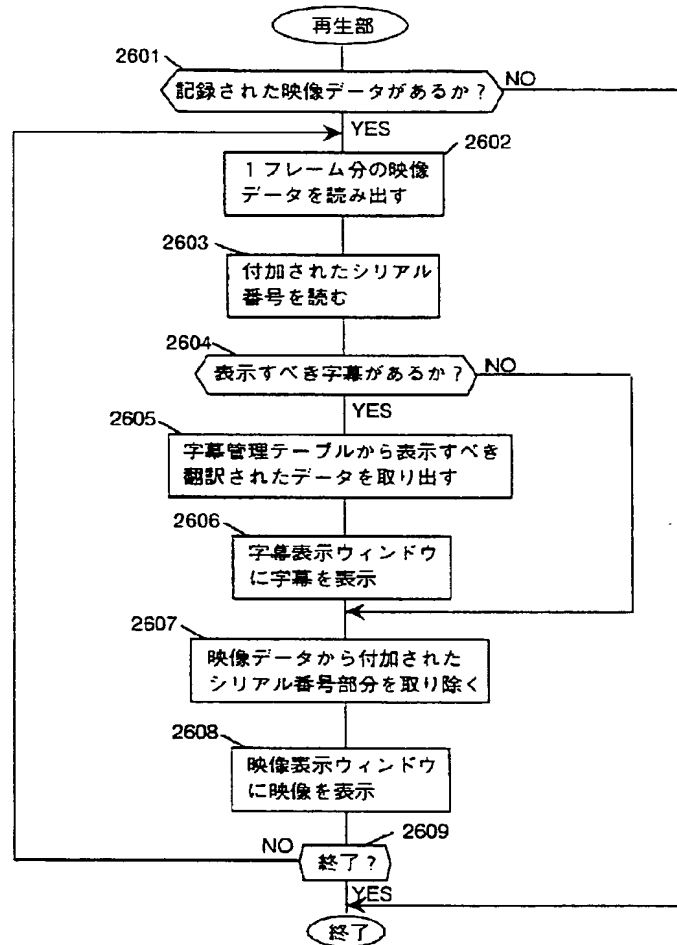 再生部
2601
記録された映像データがあるか？
NO
YES
2602
1フレーム分の映像
データを読み出す
2603
付加されたシリアル
番号を読む
2604
表示すべき字幕があるか？
NO
YES
2605
字幕管理テーブルから表示すべき
翻訳されたデータを取り出す
2606
字幕表示ウィンドウ
に字幕を表示
2607
映像データから付加された
シリアル番号部分を取り除く
2608
映像表示ウィンドウ
に映像を表示
2609
NO
終了？
YES
終了